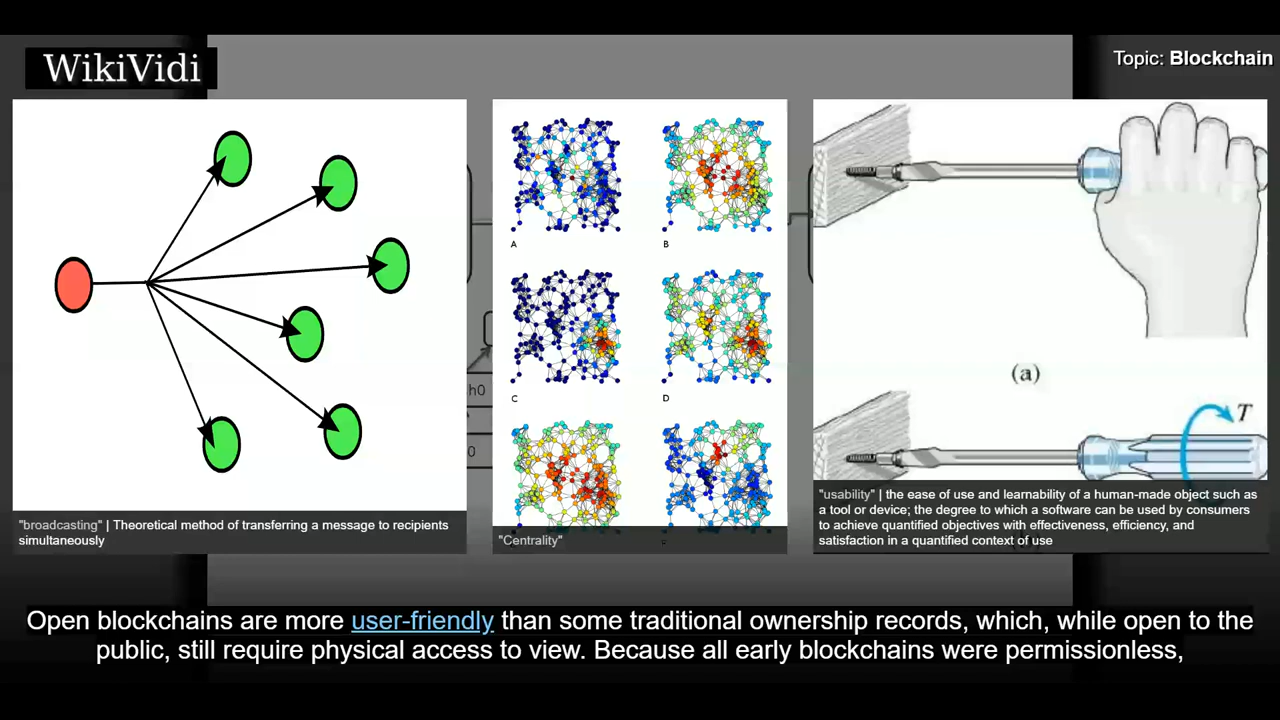 WikiVidi
Topic: Blockchain
A
B
C
D
(a)
T
h0
0
"broadcasting" | Theoretical method of transferring a message to recipients
simultaneously
"Centrality"
"usability" | the ease of use and learnability of a human-made object such as
a tool or device; the degree to which a software can be used by consumers
to achieve quantified objectives with effectiveness, efficiency, and
satisfaction in a quantified context of use
Open blockchains are more user-friendly than some traditional ownership records, which, while open to the
public, still require physical access to view. Because all early blockchains were permissionless,